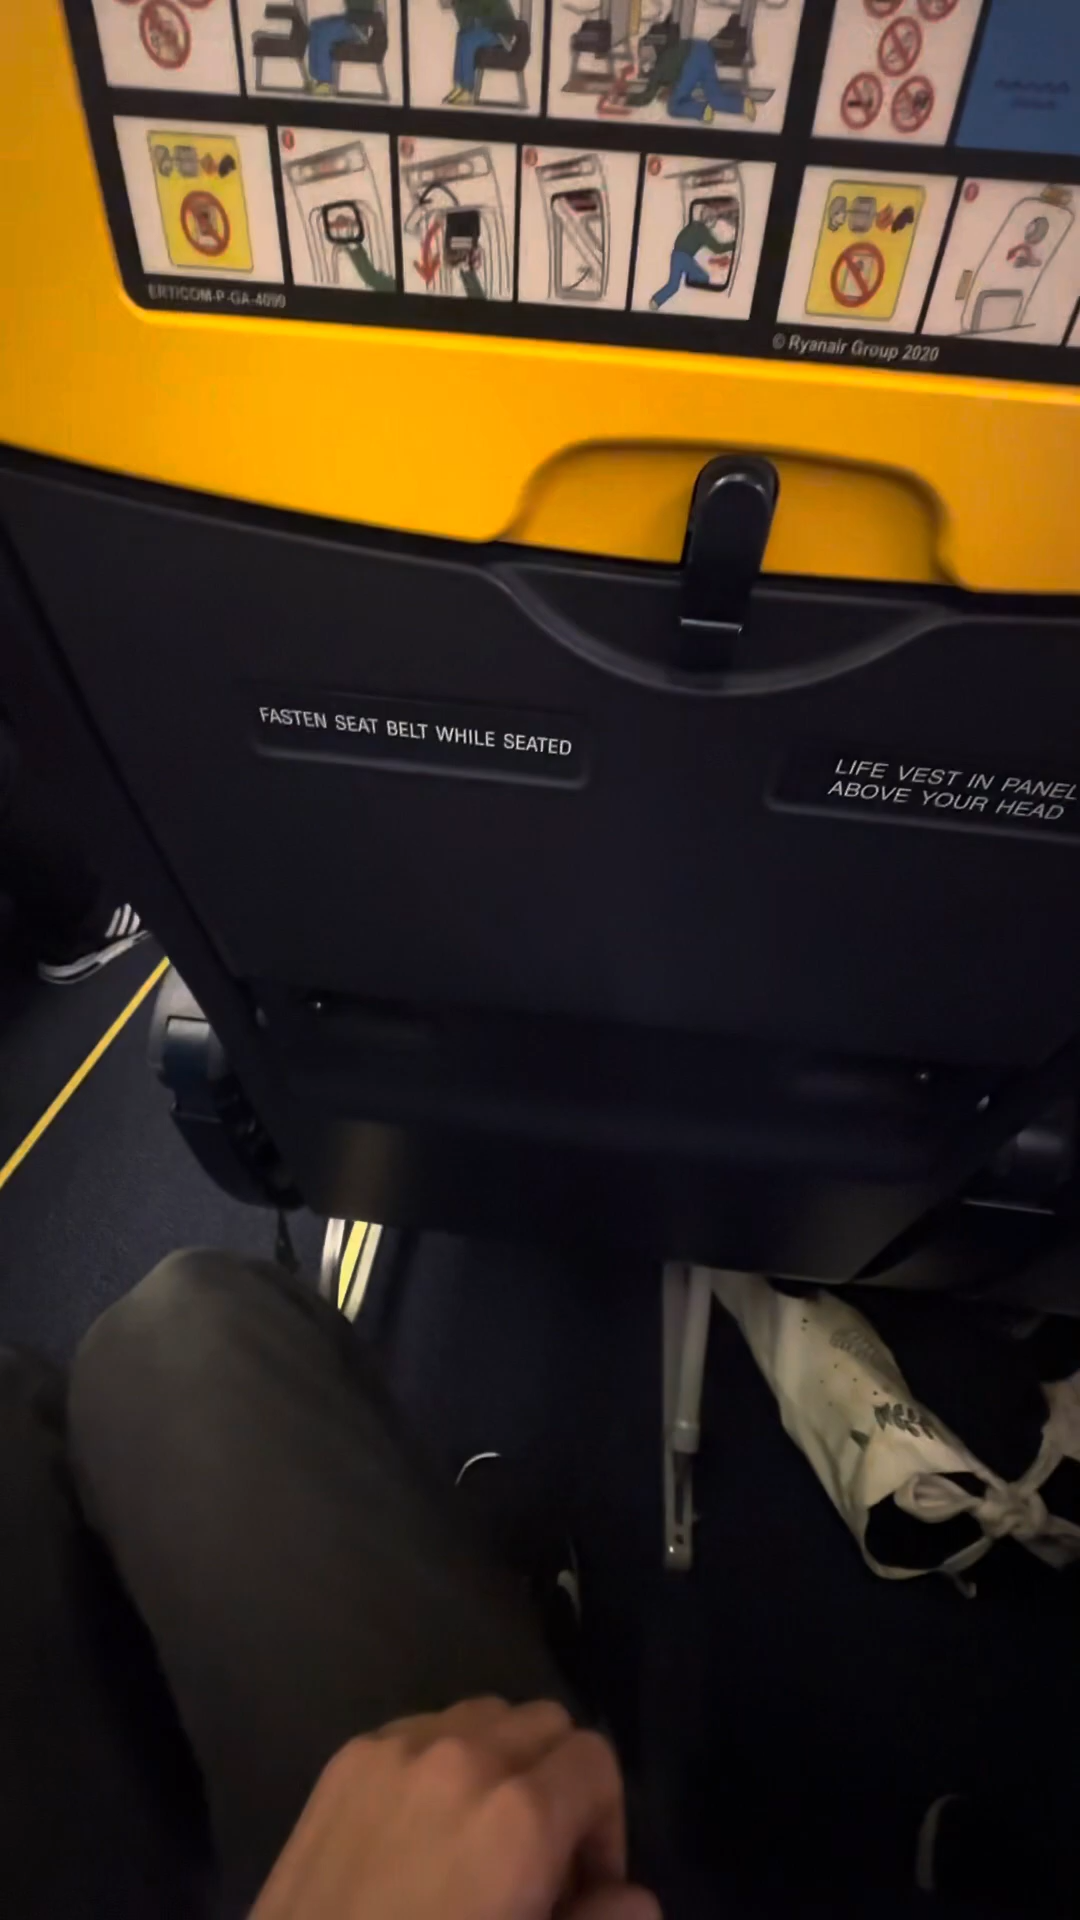 ERTICOM-P-GA-4090
© Ryanair Group 2020
FASTEN SEAT BELT WHILE SEATED
LIFE VEST IN PANEL
ABOVE YOUR HEAD